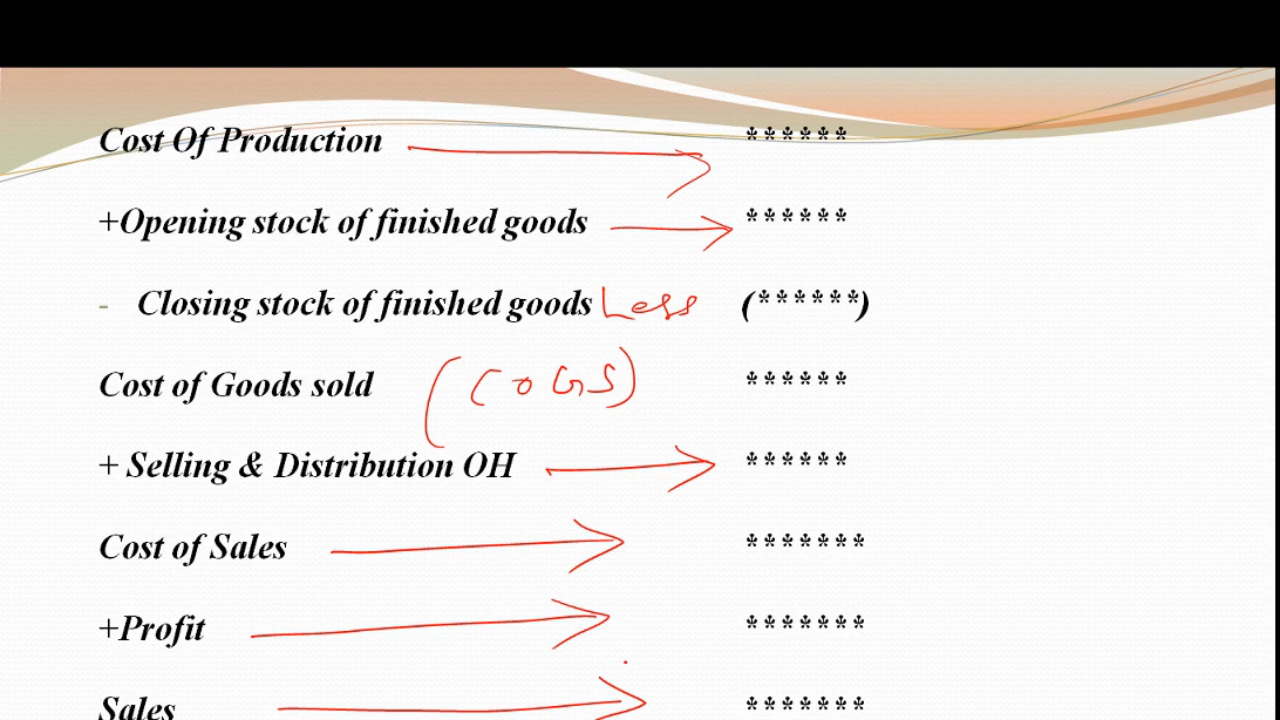 Cost Of Production ******
+Opening stock of finished goods ******
- Closing stock of finished goods Less (******)
Cost of Goods sold (COGS) ******
+ Selling & Distribution OH ******
Cost of Sales *******
+Profit *******
Sales *******